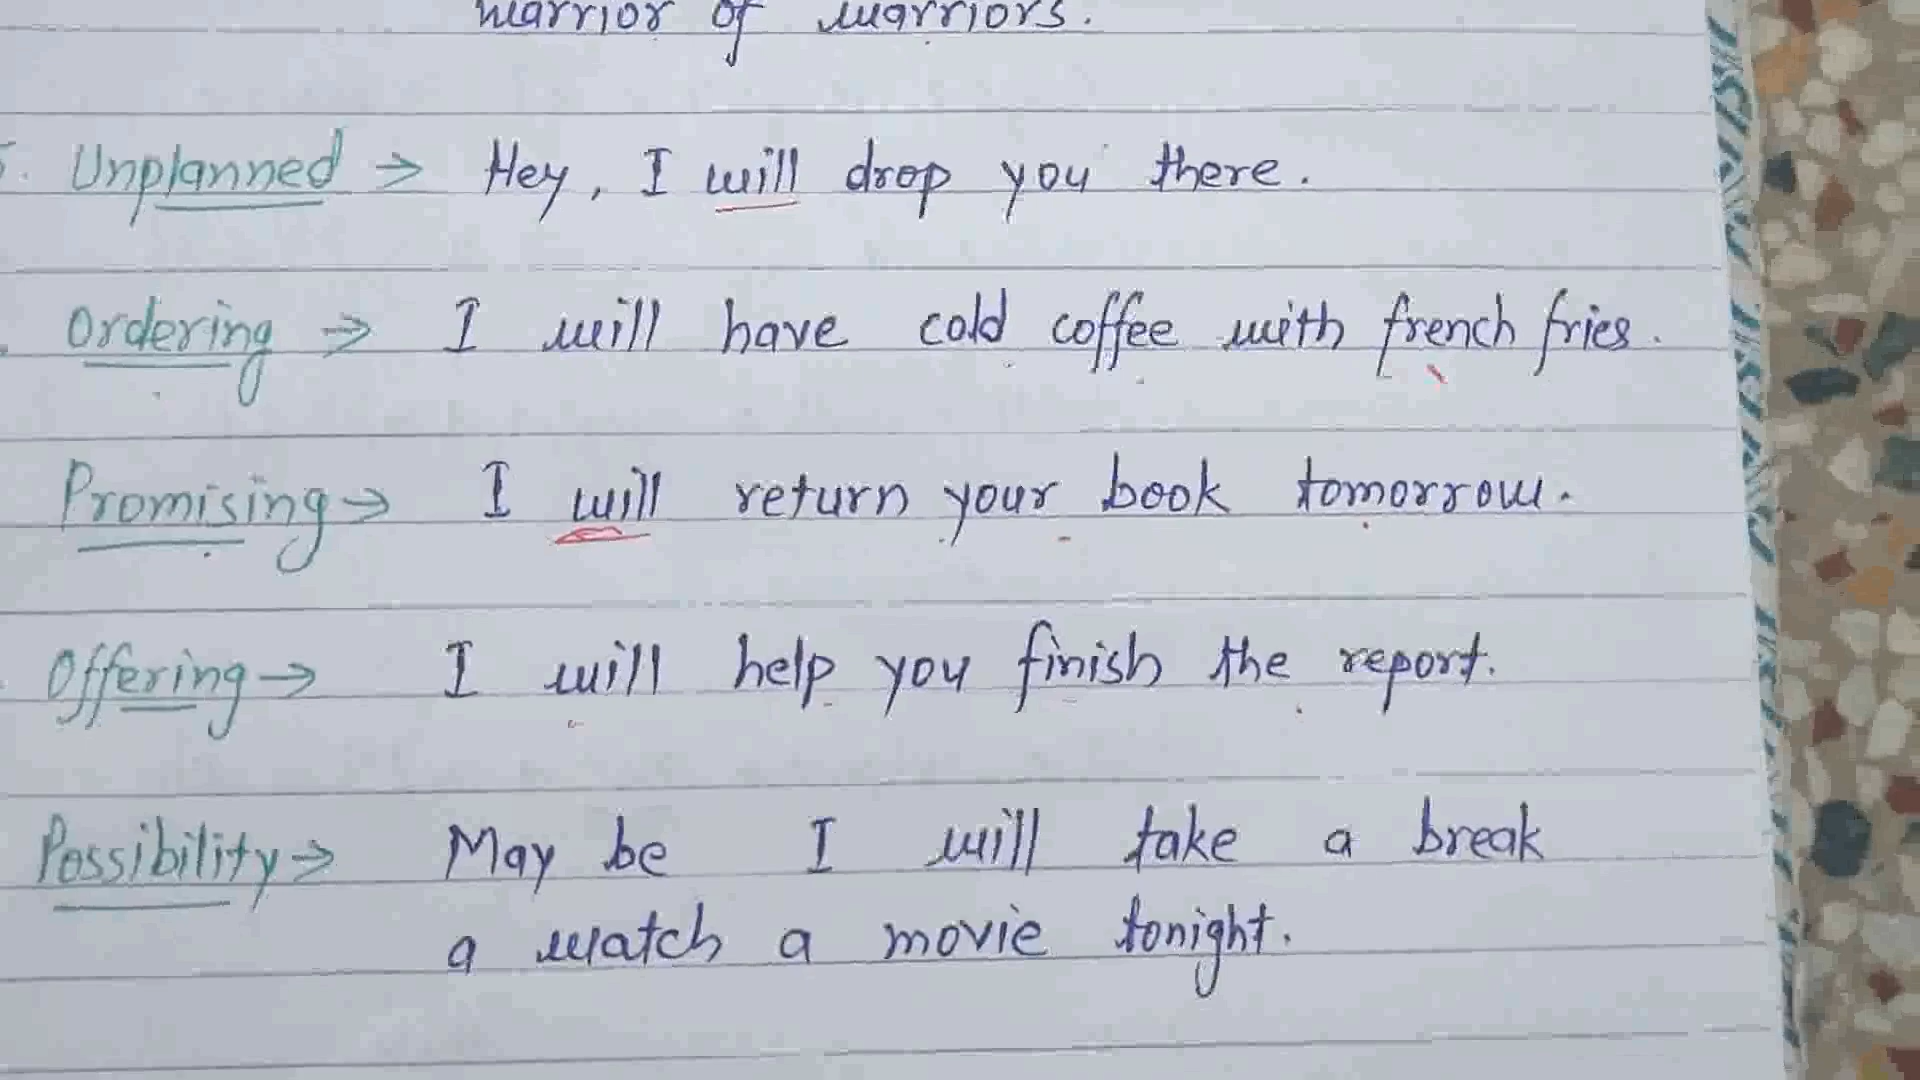 warrior of warriors.
5. Unplanned → Hey, I will drop you there.
Ordering → I will have cold coffee with french fries.
Promising → I will return your book tomorrow.
Offering → I will help you finish the report.
Possibility → May be I will take a break
a watch a movie tonight.